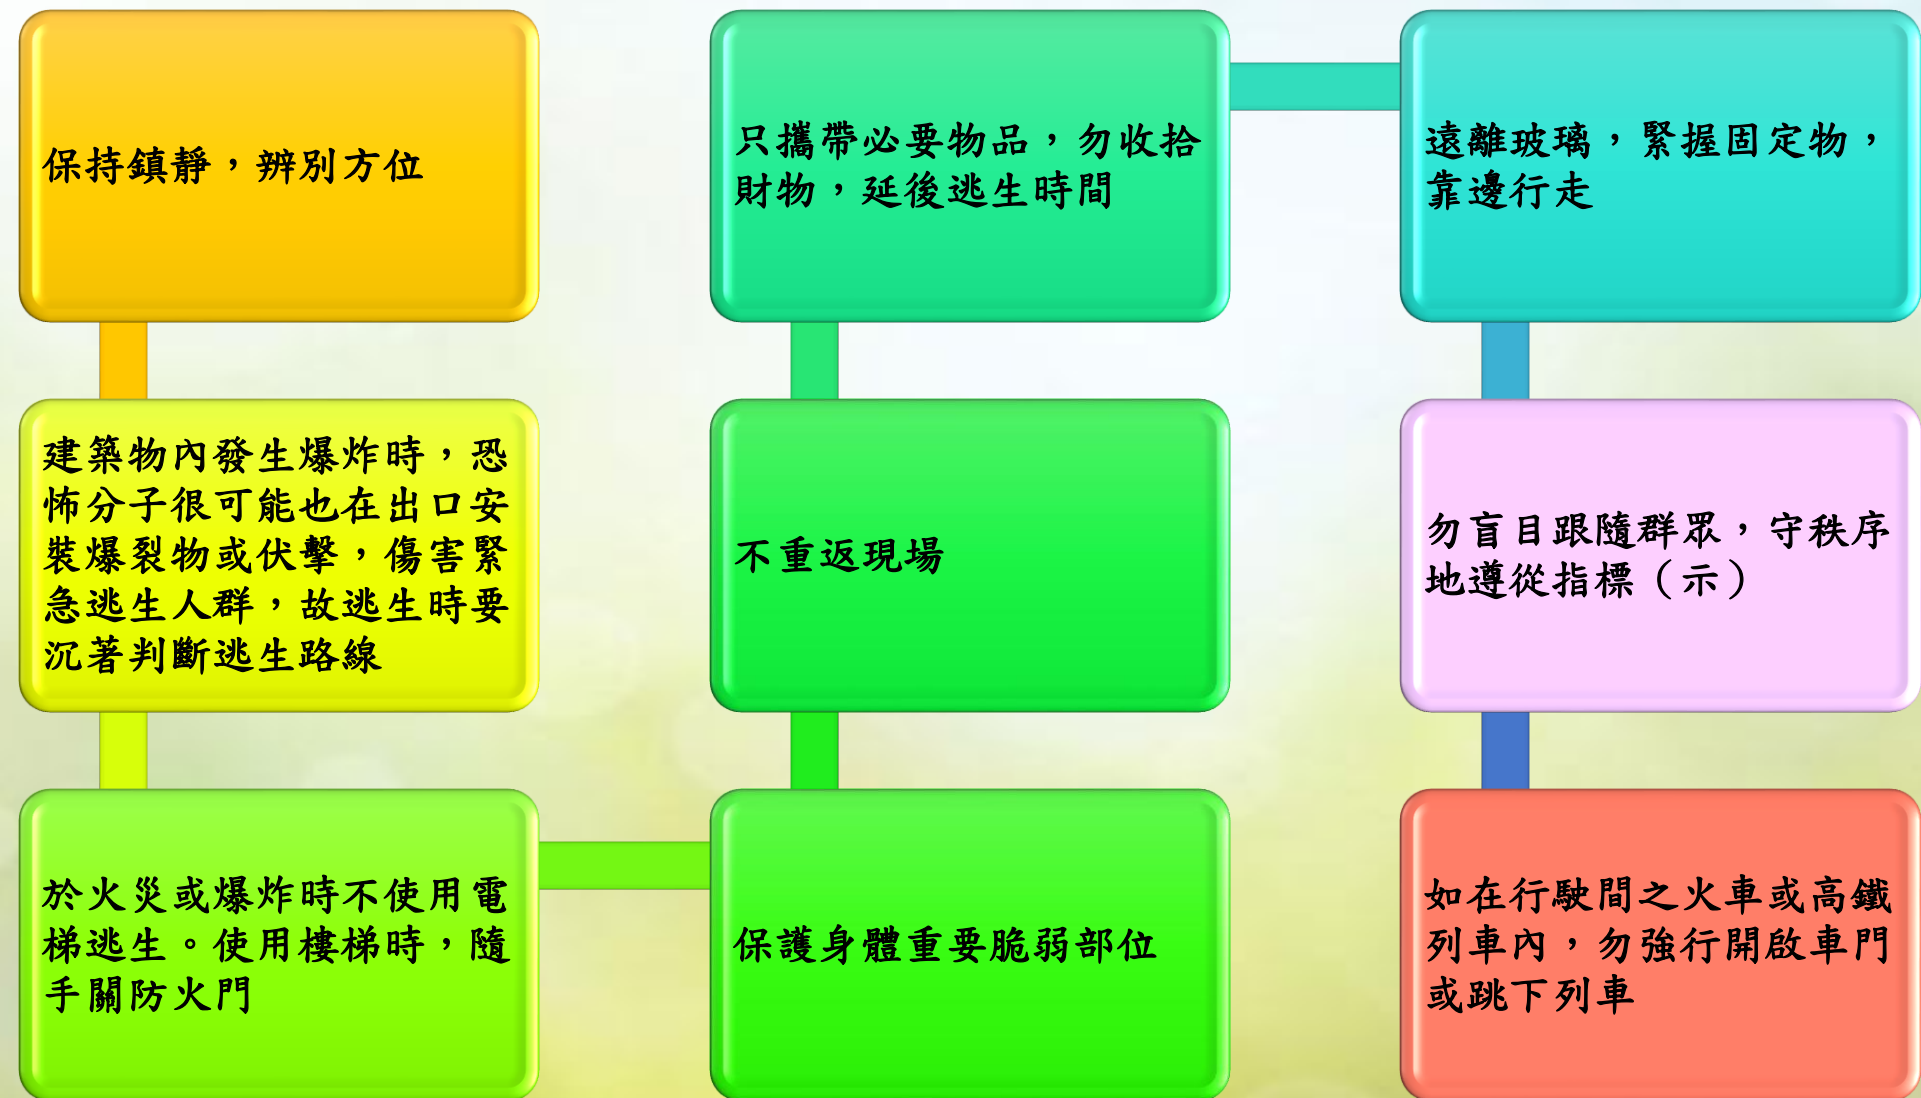 保持鎮靜，辨別方位
建築物內發生爆炸時，恐
怖分子很可能也在出口安
裝爆裂物或伏擊，傷害緊
急逃生人群，故逃生時要
沉著判斷逃生路線
於火災或爆炸時不使用電
梯逃生。使用樓梯時，隨
手關防火門
保護身體重要脆弱部位
不重返現場
只攜帶必要物品，勿收拾
財物，延後逃生時間
遠離玻璃，緊握固定物，
靠邊行走
勿盲目跟隨群眾，守秩序
地遵從指標（示）
如在行駛間之火車或高鐵
列車內，勿強行開啟車門
或跳下列車